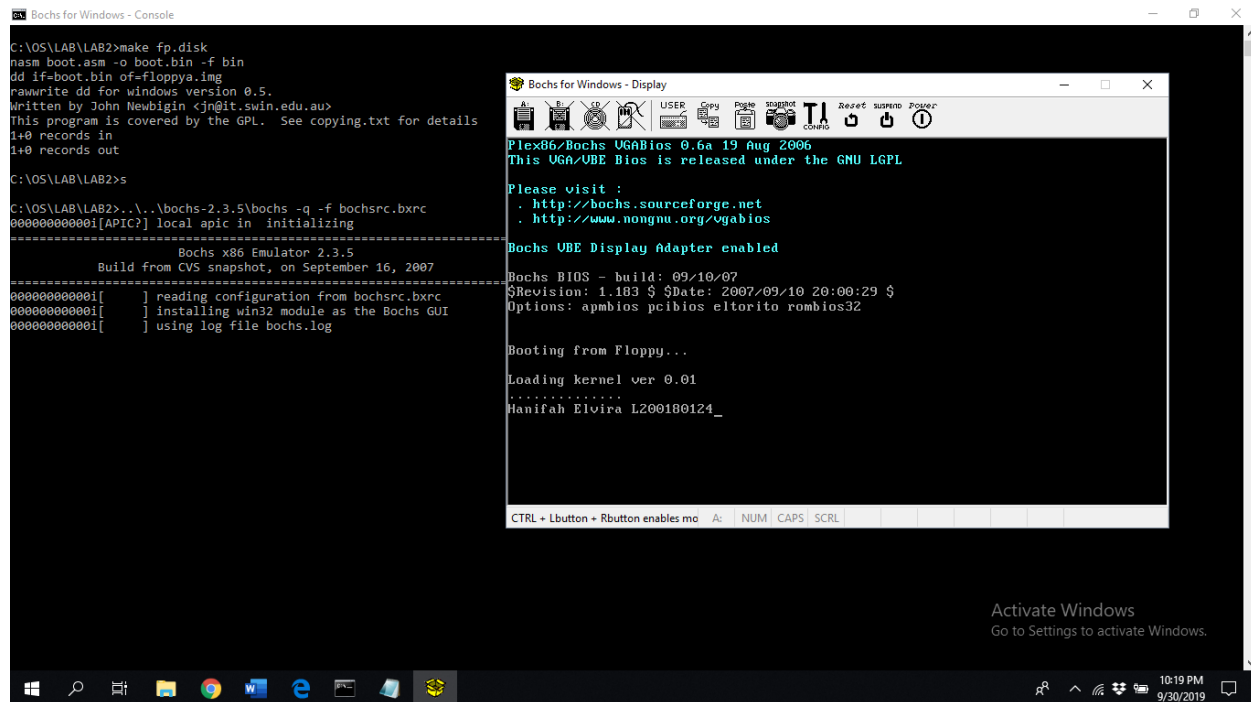 Bochs for Windows - Console
C:\OS\LAB\LAB2>make fp.disk
nasm boot.asm -o boot.bin -f bin
dd if=boot.bin of=floppya.img
rawwrite dd for windows version 0.5.
Written by John Newbigin <jn@it.swin.edu.au>
This program is covered by the GPL.  See copying.txt for details
1+0 records in
1+0 records out
C:\OS\LAB\LAB2>s
C:\OS\LAB\LAB2>..\..\bochs-2.3.5\bochs -q -f bochsrc.bxrc
00000000000i[APIC?] local apic in  initializing
========================================================================
Bochs x86 Emulator 2.3.5
Build from CVS snapshot, on September 16, 2007
========================================================================
00000000000i[     ] reading configuration from bochsrc.bxrc
00000000000i[     ] installing win32 module as the Bochs GUI
00000000000i[     ] using log file bochs.log
Bochs for Windows - Display
A: B: CD USER Copy Paste snapshot CONFIG Reset SUSPEND Power
Plex86/Bochs VGABios 0.6a 19 Aug 2006
This VGA/VBE Bios is released under the GNU LGPL
Please visit :
. http://bochs.sourceforge.net
. http://www.nongnu.org/vgabios
Bochs VBE Display Adapter enabled
Bochs BIOS - build: 09/10/07
$Revision: 1.183 $ $Date: 2007/09/10 20:00:29 $
Options: apmbios pcibios eltorito rombios32
Booting from Floppy...
Loading kernel ver 0.01
..............
Hanifah Elvira L200180124_
CTRL + Lbutton + Rbutton enables mo A: NUM CAPS SCRL
Activate Windows
Go to Settings to activate Windows.
10:19 PM
9/30/2019